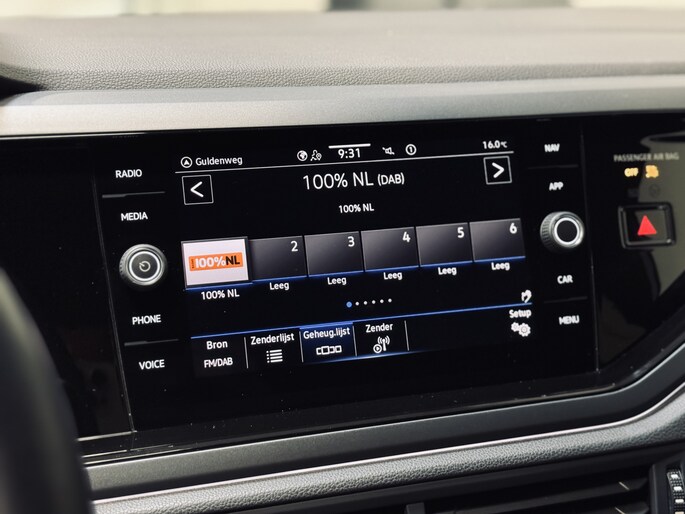 Guldenweg 9:31 16.0°C
RADIO
MEDIA
PHONE
VOICE
100% NL (DAB)
100% NL
100%NL 2 3 4 5 6
100% NL Leeg Leeg Leeg Leeg Leeg
Setup
Bron Zenderlijst Geheug.lijst Zender
FM/DAB
NAV
APP
CAR
MENU
PASSENGER AIR BAG
OFF